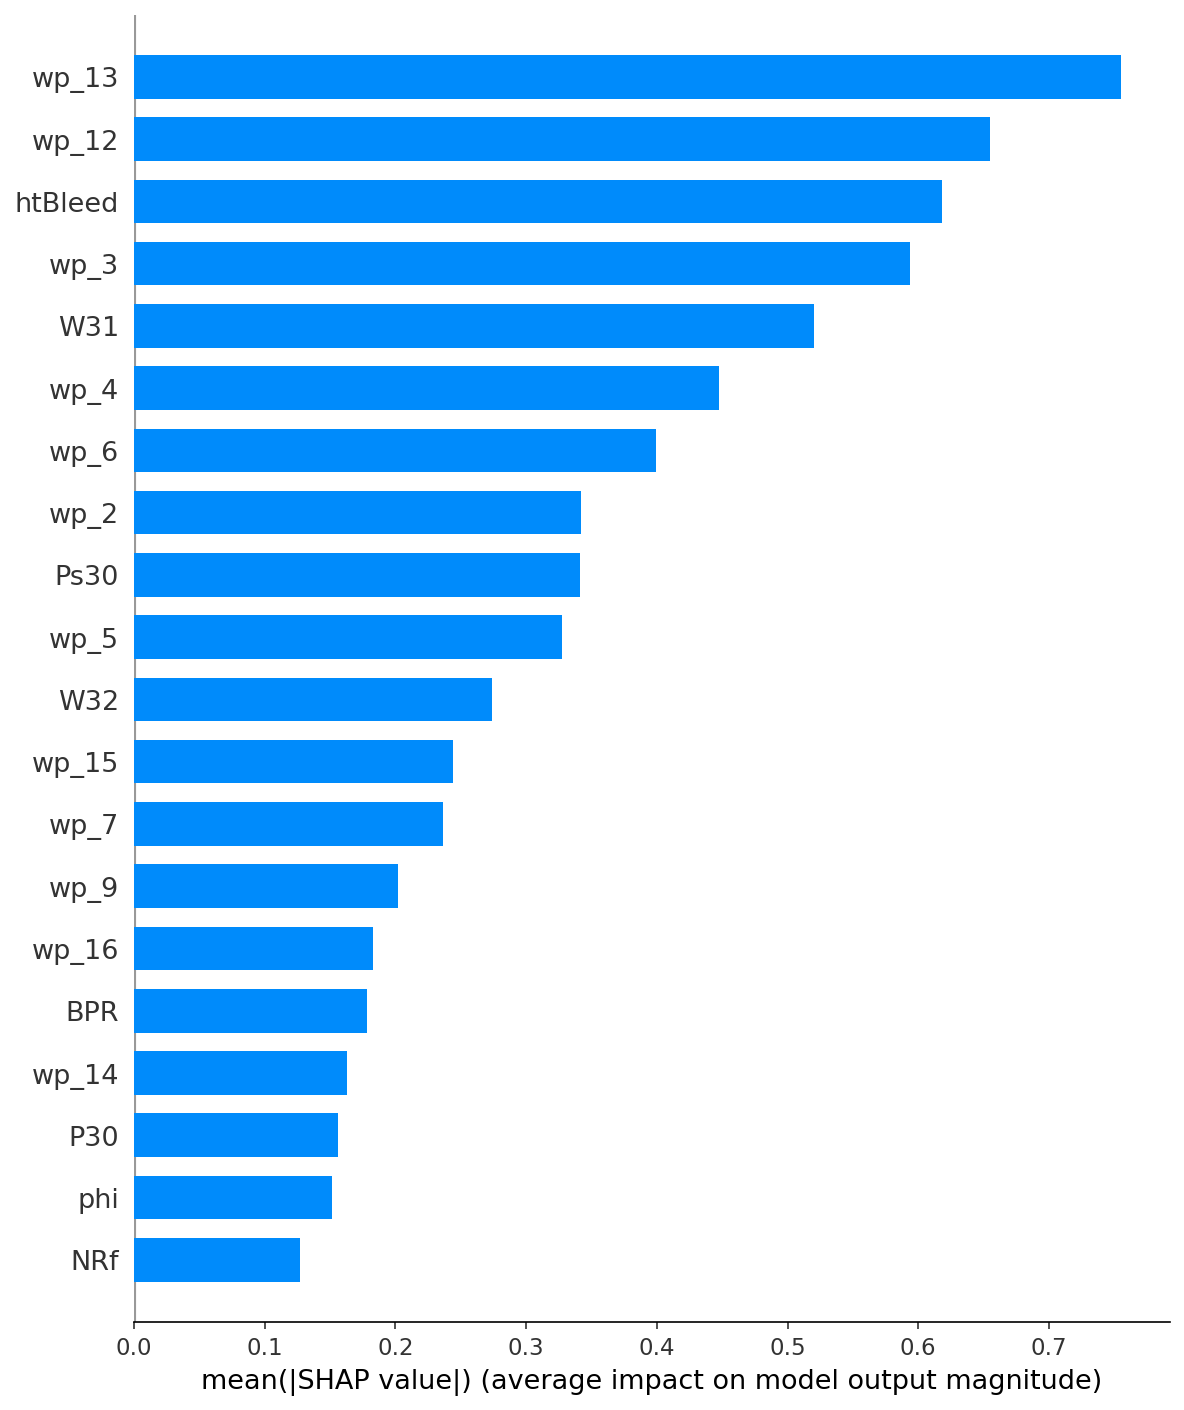 wp_13
wp_12
htBleed
wp_3
W31
wp_4
wp_6
wp_2
Ps30
wp_5
W32
wp_15
wp_7
wp_9
wp_16
BPR
wp_14
P30
phi
NRf
0.0 0.1 0.2 0.3 0.4 0.5 0.6 0.7
mean(|SHAP value|) (average impact on model output magnitude)